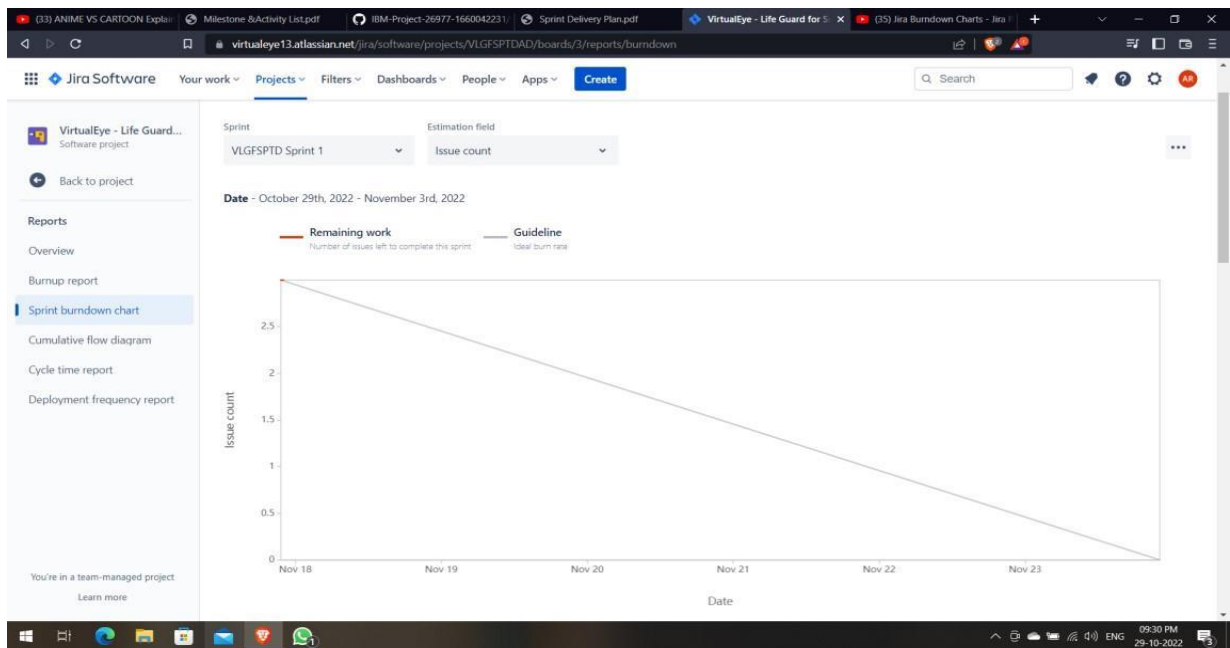 (33) ANIME VS CARTOON Explai
Milestone &Activity List.pdf
IBM-Project-26977-1660042231/
Sprint Delivery Plan.pdf
VirtualEye - Life Guard for S
(35) Jira Burndown Charts - Jira F
virtualeye13.atlassian.net/jira/software/projects/VLGFSPTDAD/boards/3/reports/burndown
Jira Software
Your work
Projects
Filters
Dashboards
People
Apps
Create
Search
AR
VirtualEye - Life Guard...
Software project
Back to project
Reports
Overview
Burnup report
Sprint burndown chart
Cumulative flow diagram
Cycle time report
Deployment frequency report
You're in a team-managed project
Learn more
Sprint
VLGFSPTD Sprint 1
Estimation field
Issue count
Date - October 29th, 2022 - November 3rd, 2022
Remaining work
Number of issues left to complete this sprint
Guideline
Ideal burn rate
Issue count
2.5
2
1.5
1
0.5
0
Nov 18
Nov 19
Nov 20
Nov 21
Nov 22
Nov 23
Date
1
ENG
09:30 PM
29-10-2022
3